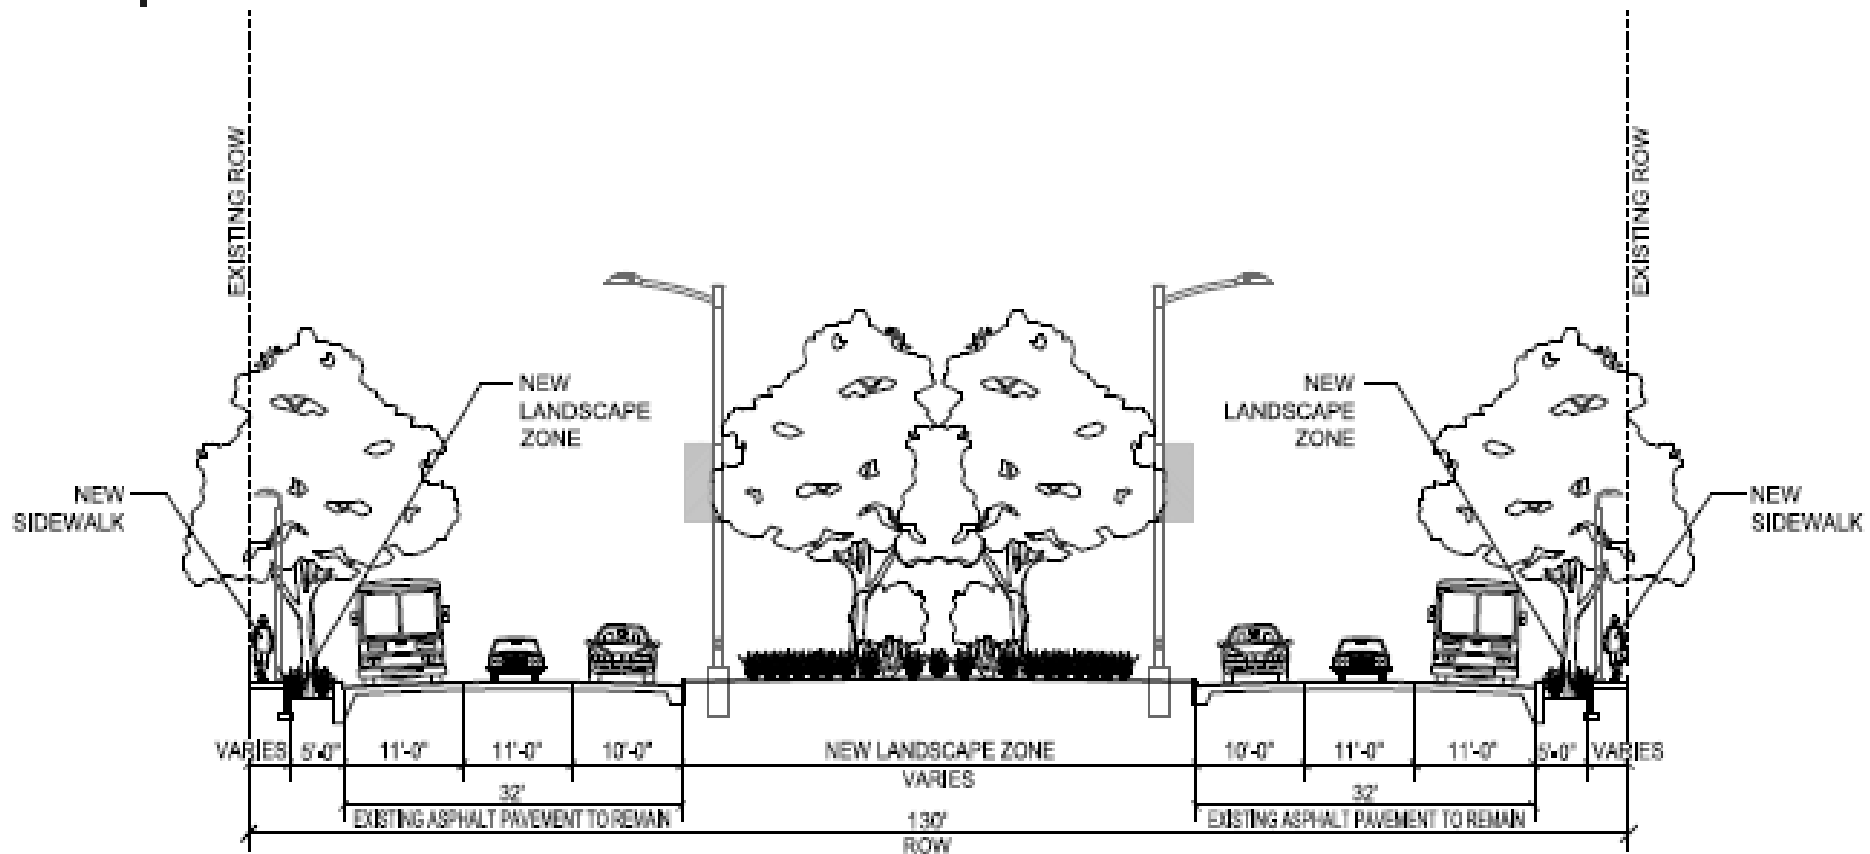 EXISTING ROW
EXISTING ROW
NEW
LANDSCAPE
ZONE
NEW
LANDSCAPE
ZONE
NEW
SIDEWALK
NEW
SIDEWALK
VARIES 5'-0" 11'-0" 11'-0" 10'-0" NEW LANDSCAPE ZONE 10'-0" 11'-0" 11'-0" 5'-0" VARIES
VARIES
32' 32'
EXISTING ASPHALT PAVEMENT TO REMAIN EXISTING ASPHALT PAVEMENT TO REMAIN
130'
ROW